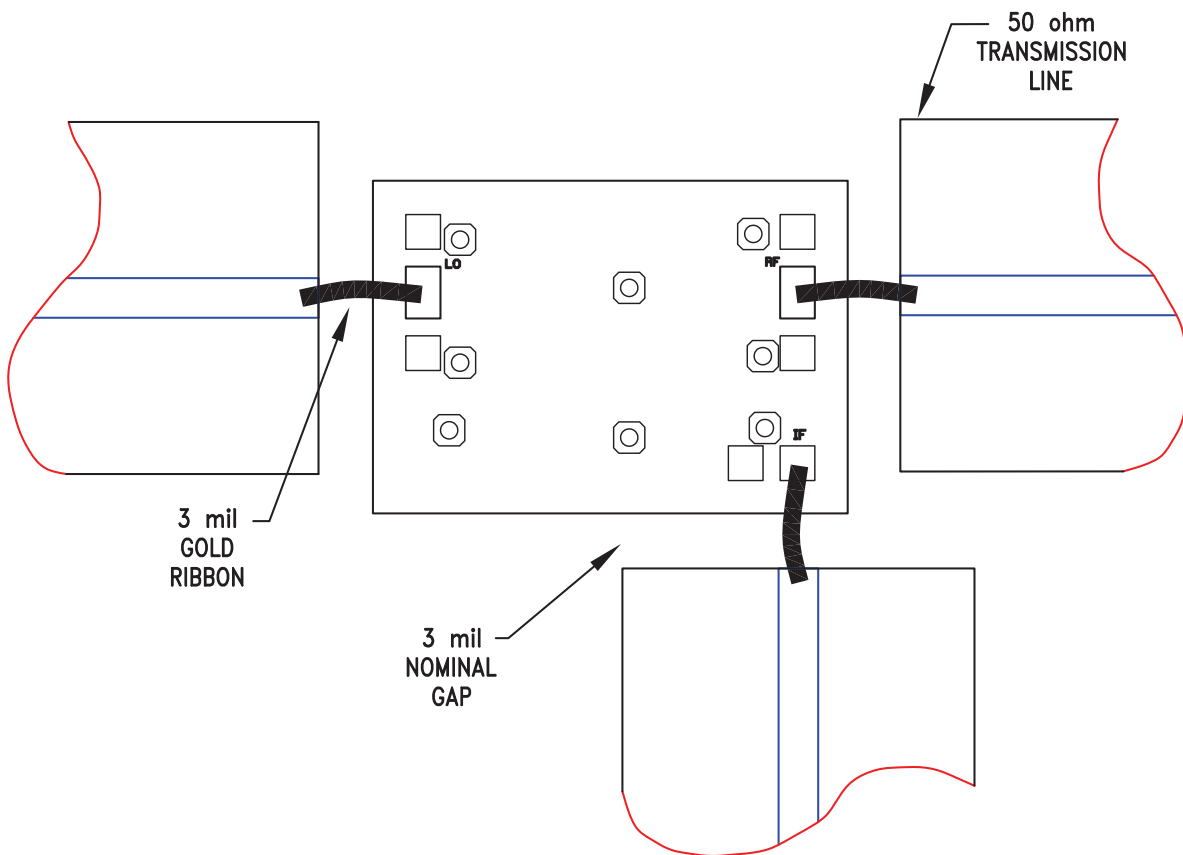 50 ohm
TRANSMISSION
LINE
LO
RF
IF
3 mil
GOLD
RIBBON
3 mil
NOMINAL
GAP